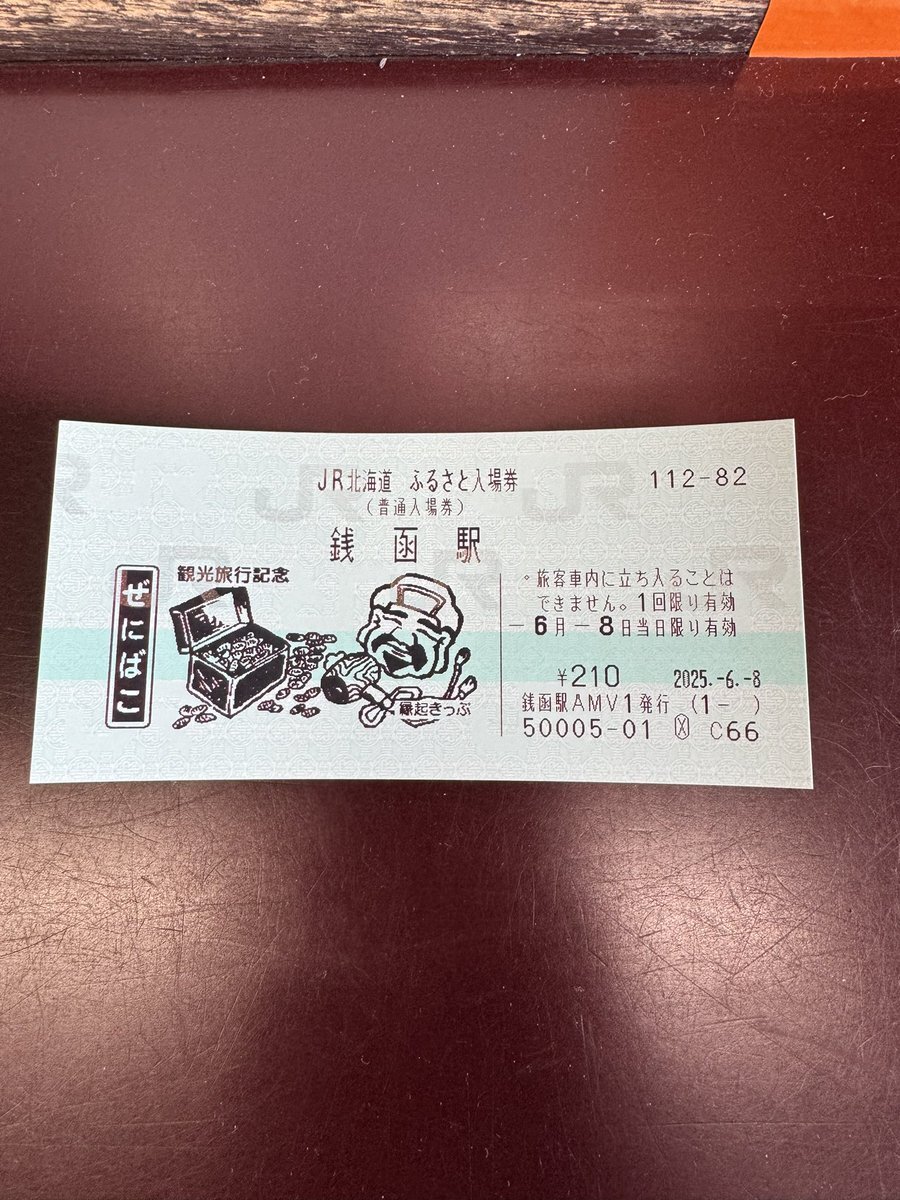 JR北海道 ふるさと入場券
112-82
(普通入場券)
銭函駅
ぜにばこ
観光旅行記念
縁起きっぷ
。旅客車内に立ち入ることは
できません。1回限り有効
-6月-8日当日限り有効
¥210 2025.-6.-8
銭函駅AMV1発行 (1- )
50005-01 Ⓧ C66
JR
JR